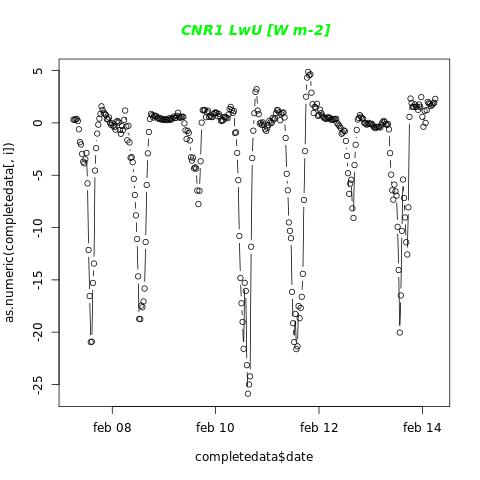 CNR1 LwU [W m-2]
as.numeric(completedata[, i])
5
0
-5
-10
-15
-20
-25
feb 08 feb 10 feb 12 feb 14
completedata$date